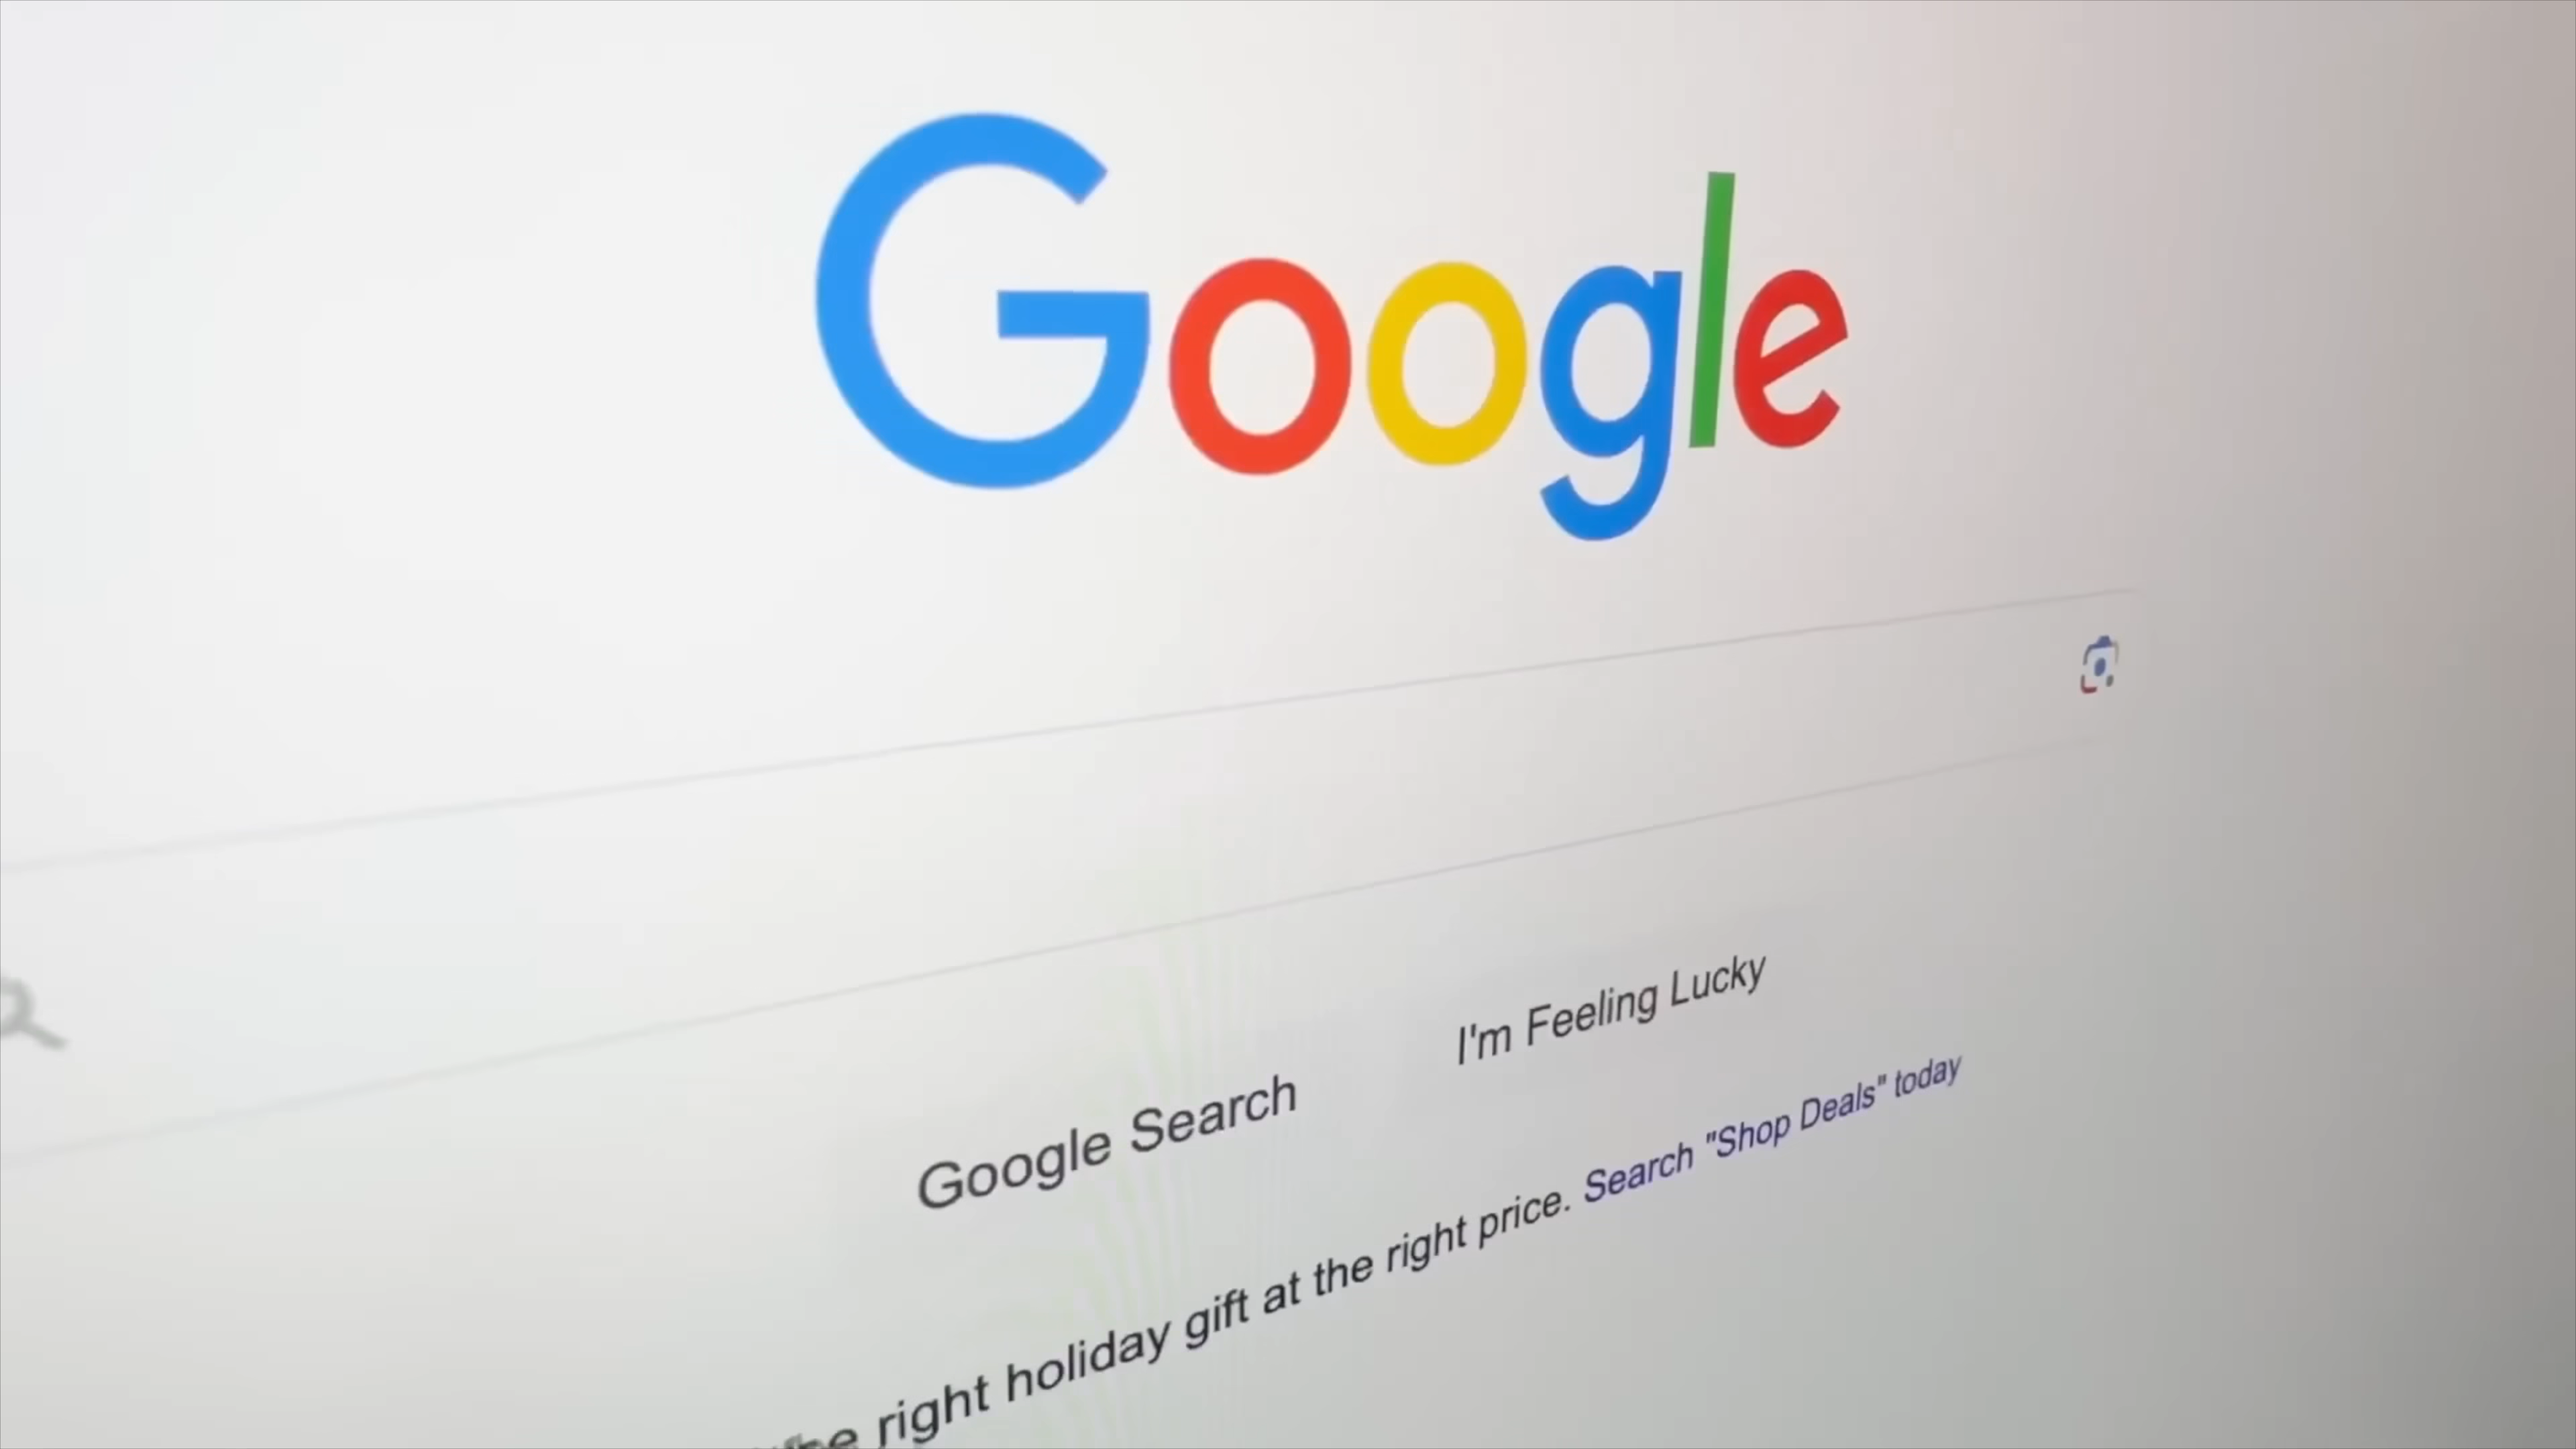 Google
Google Search
I'm Feeling Lucky
right holiday gift at the right price. Search "Shop Deals" today